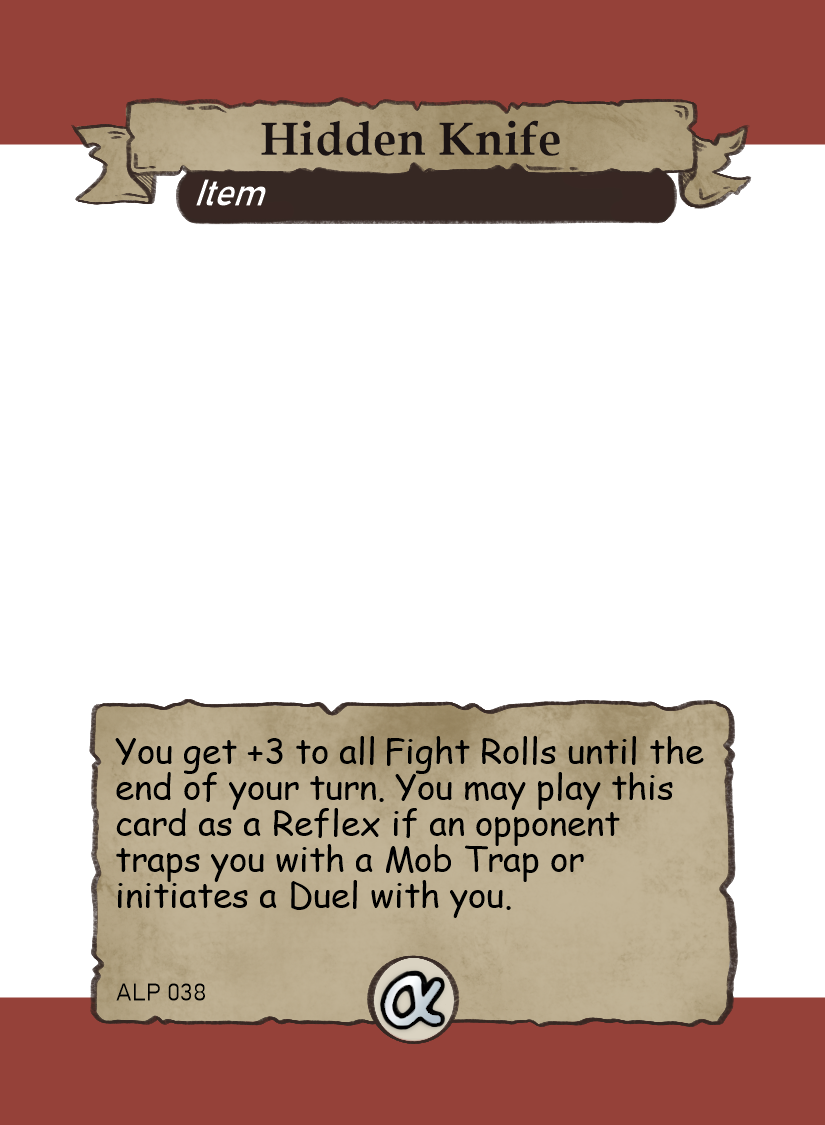 Hidden Knife
Item
You get +3 to all Fight Rolls until the
end of your turn. You may play this
card as a Reflex if an opponent
traps you with a Mob Trap or
initiates a Duel with you.
ALP 038
α